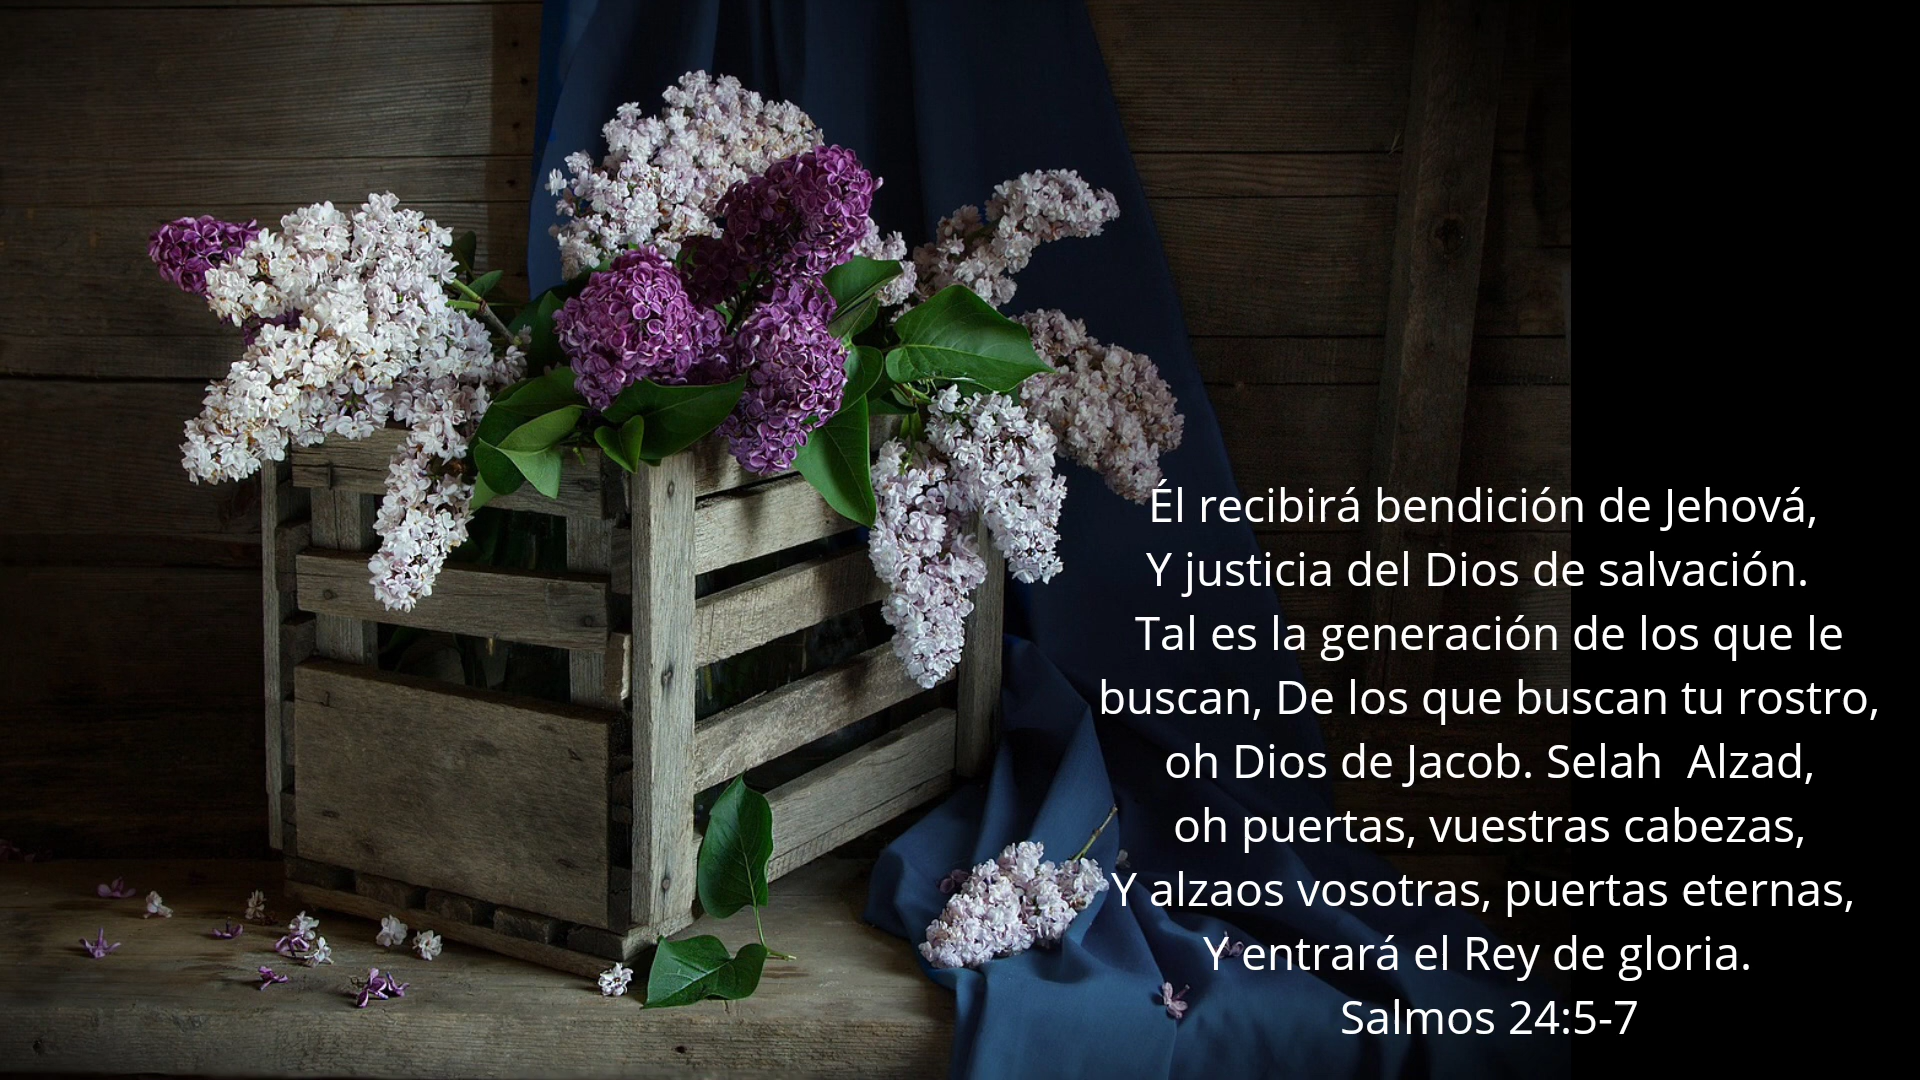 Él recibirá bendición de Jehová,
Y justicia del Dios de salvación.
Tal es la generación de los que le
buscan, De los que buscan tu rostro,
oh Dios de Jacob. Selah  Alzad,
oh puertas, vuestras cabezas,
Y alzaos vosotras, puertas eternas,
Y entrará el Rey de gloria.
Salmos 24:5-7